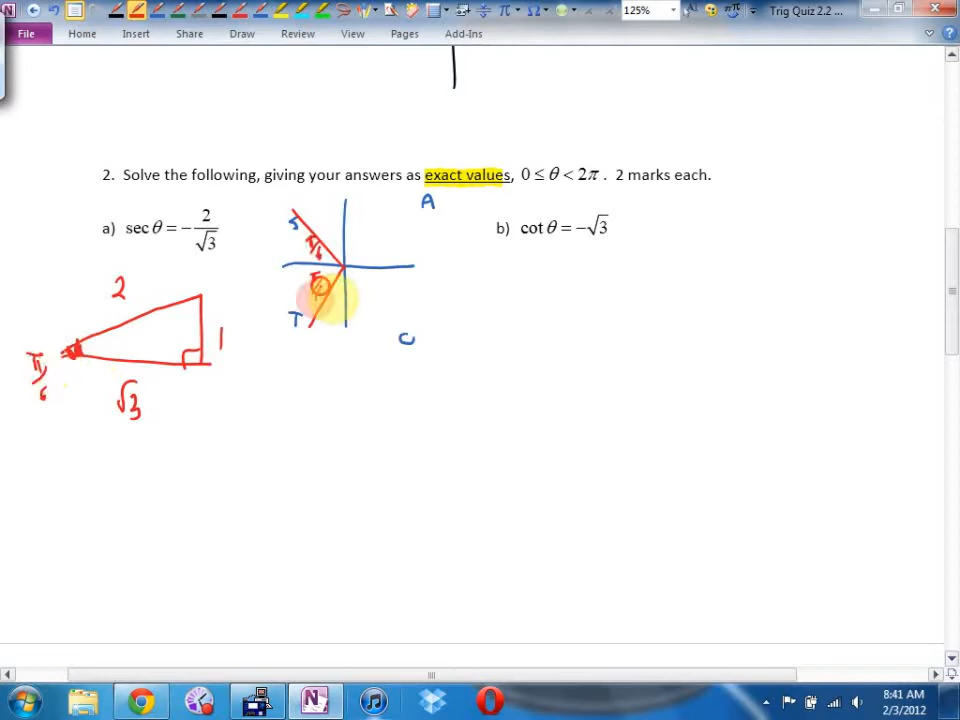 125%
Trig Quiz 2.2 ...
File Home Insert Share Draw Review View Pages Add-Ins
2. Solve the following, giving your answers as exact values, 0 ≤ θ < 2π. 2 marks each.
a) sec θ = -2/√3
b) cot θ = -√3
S
A
π/6
T
C
2
1
π/6
√3
8:41 AM
2/3/2012